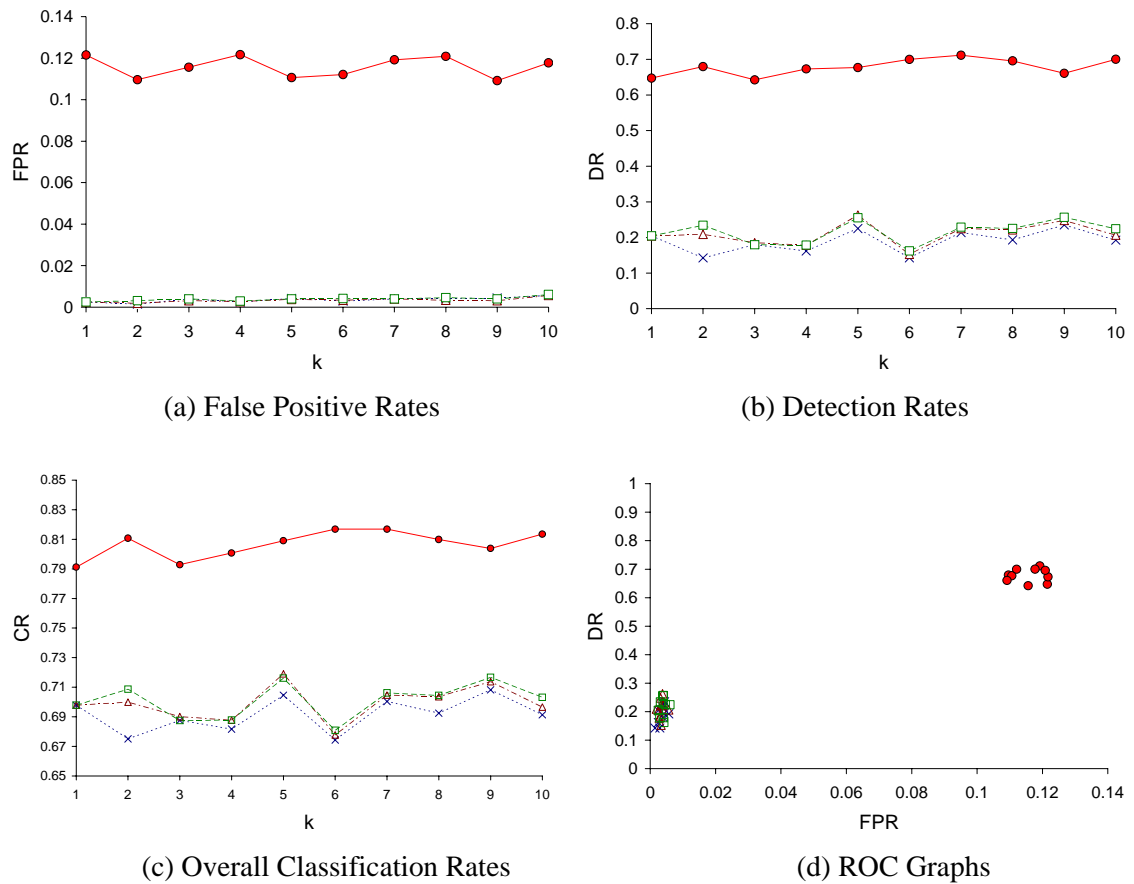 0.14
0.12
0.1
0.08
0.06
0.04
0.02
0
FPR
1 2 3 4 5 6 7 8 9 10
k
(a) False Positive Rates
0.8
0.7
0.6
0.5
0.4
0.3
0.2
0.1
0
DR
1 2 3 4 5 6 7 8 9 10
k
(b) Detection Rates
0.85
0.83
0.81
0.79
0.77
0.75
0.73
0.71
0.69
0.67
0.65
CR
1 2 3 4 5 6 7 8 9 10
k
(c) Overall Classification Rates
1
0.9
0.8
0.7
0.6
0.5
0.4
0.3
0.2
0.1
0
DR
0 0.02 0.04 0.06 0.08 0.1 0.12 0.14
FPR
(d) ROC Graphs